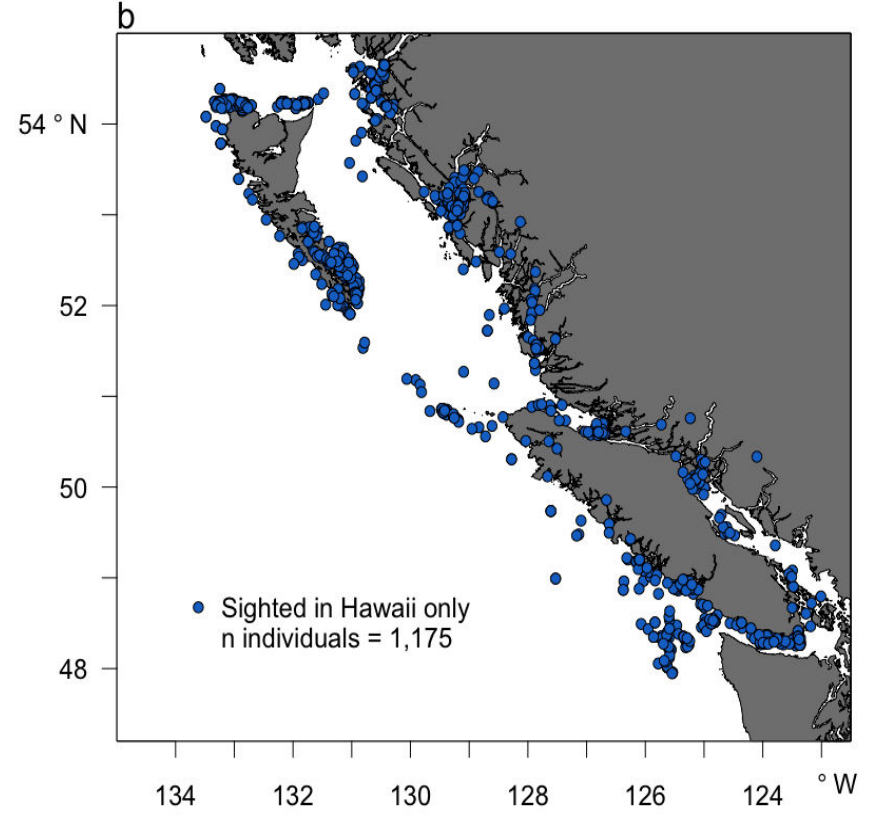 b
54 ° N
52
50
48
Sighted in Hawaii only
n individuals = 1,175
134 132 130 128 126 124 ° W